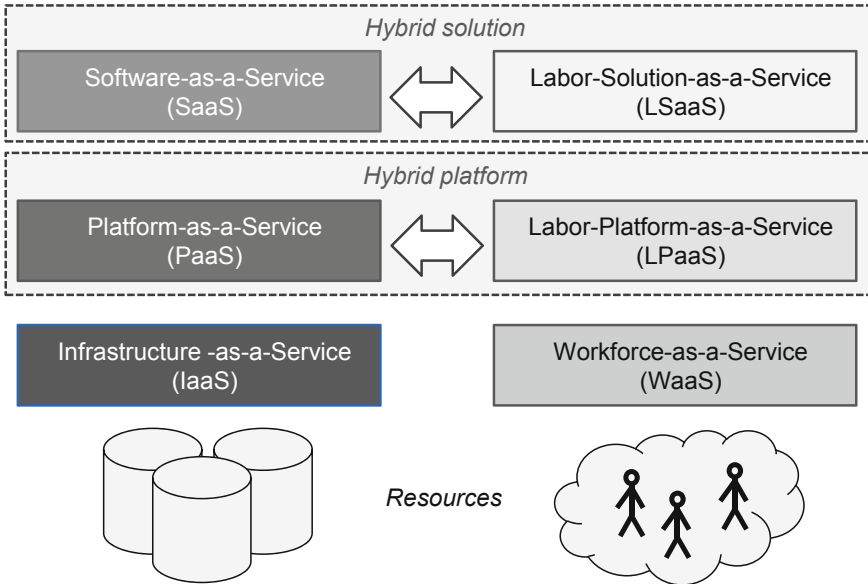 Hybrid solution
Software-as-a-Service
(SaaS)
Labor-Solution-as-a-Service
(LSaaS)
Hybrid platform
Platform-as-a-Service
(PaaS)
Labor-Platform-as-a-Service
(LPaaS)
Infrastructure -as-a-Service
(IaaS)
Workforce-as-a-Service
(WaaS)
Resources